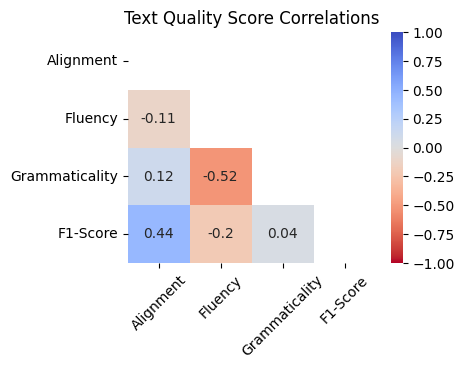 Text Quality Score Correlations
Alignment
Fluency
Grammaticality
F1-Score
-0.11
0.12 -0.52
0.44 -0.2 0.04
Alignment
Fluency
Grammaticality
F1-Score
1.00
0.75
0.50
0.25
0.00
−0.25
−0.50
−0.75
−1.00